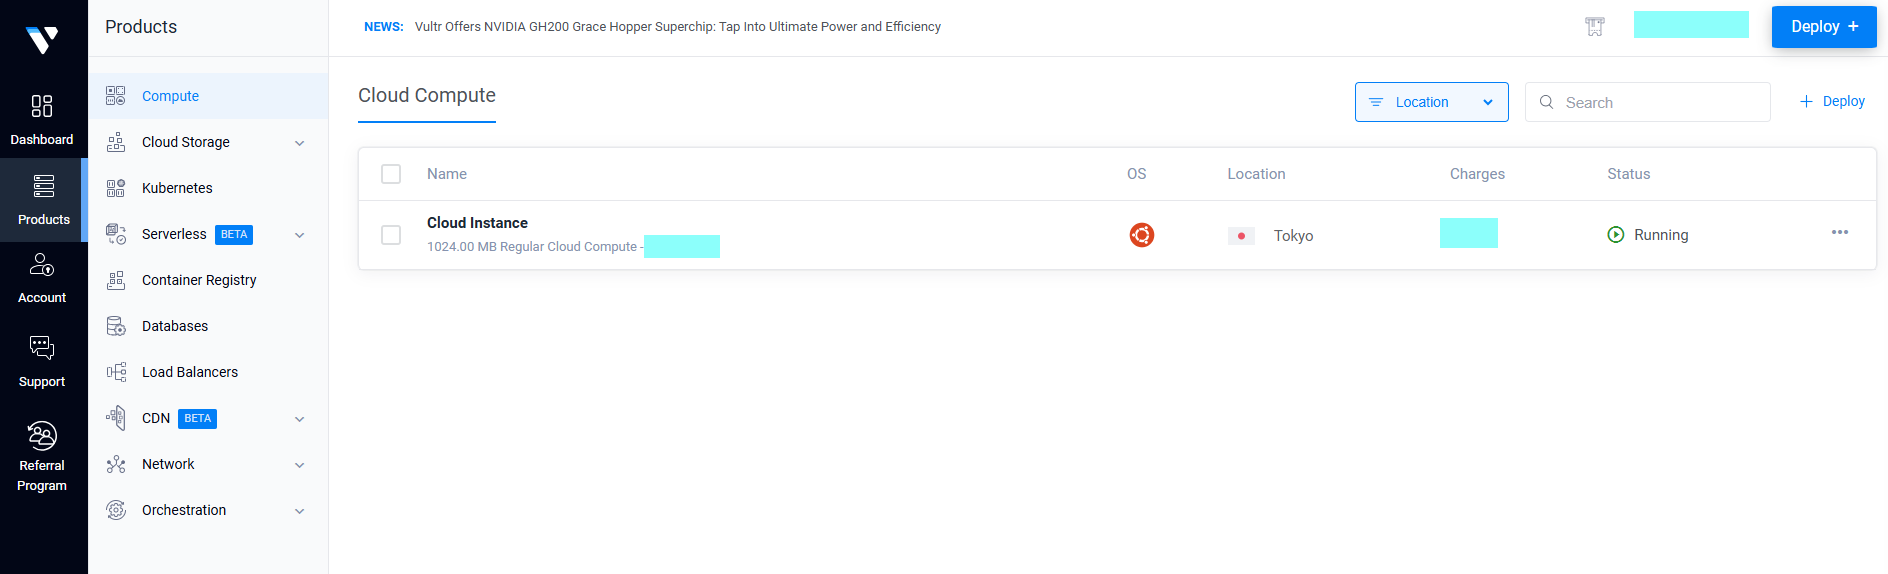 Dashboard
Products
Account
Support
Referral
Program
Products
Compute
Cloud Storage
Kubernetes
Serverless BETA
Container Registry
Databases
Load Balancers
CDN BETA
Network
Orchestration
NEWS: Vultr Offers NVIDIA GH200 Grace Hopper Superchip: Tap Into Ultimate Power and Efficiency
Deploy +
Cloud Compute
Location
Search
+ Deploy
Name OS Location Charges Status
Cloud Instance
1024.00 MB Regular Cloud Compute -
Tokyo
Running